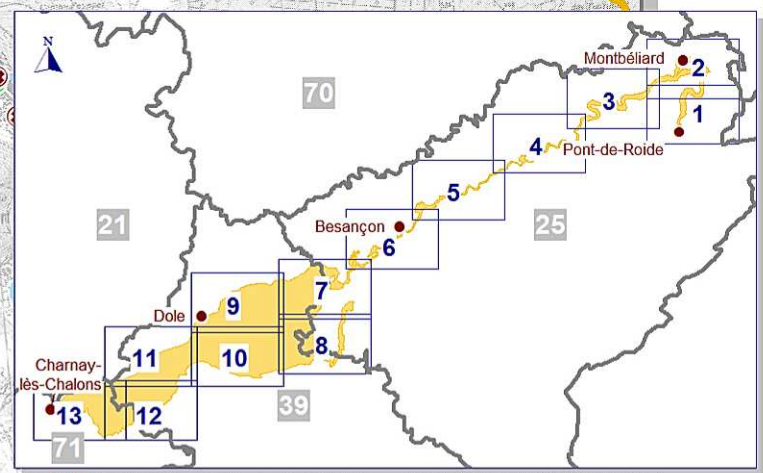 N
70
Montbéliard
2
3
1
4
Pont-de-Roide
5
21
25
Besançon
6
7
9
Dole
8
11
10
Charnay-
lès-Chalons
39
13
12
71